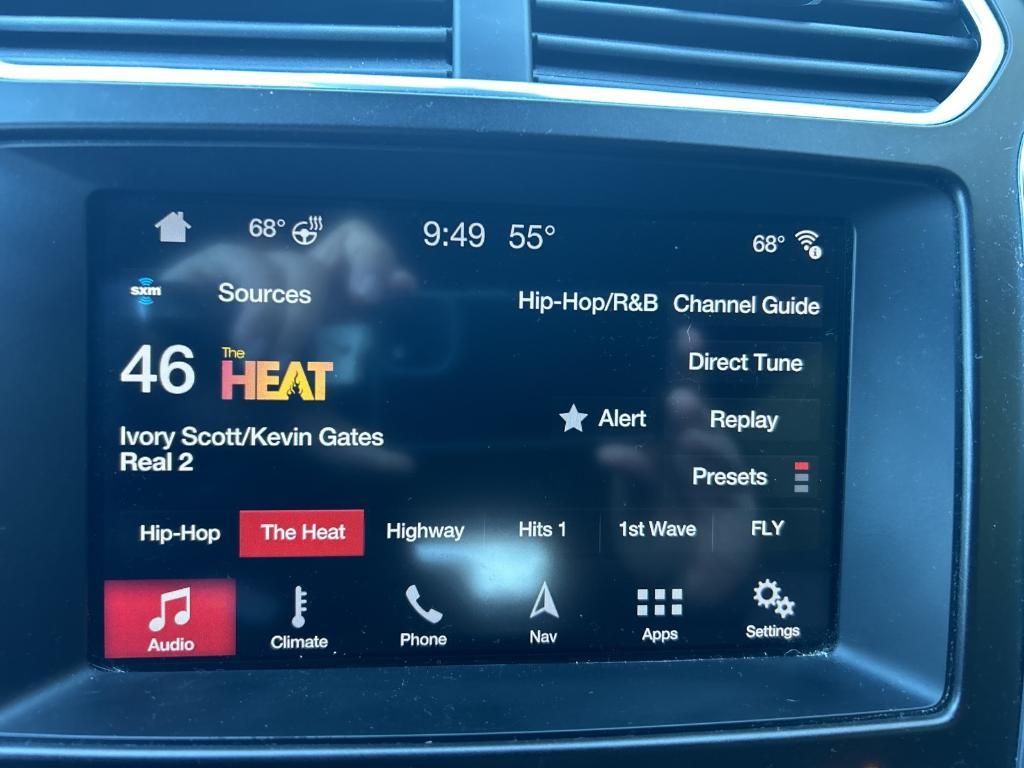 68° 9:49 55° 68°
sxm Sources Hip-Hop/R&B Channel Guide
46 The HEAT Direct Tune
Alert Replay
Ivory Scott/Kevin Gates
Real 2
Presets
Hip-Hop The Heat Highway Hits 1 1st Wave FLY
Audio Climate Phone Nav Apps Settings